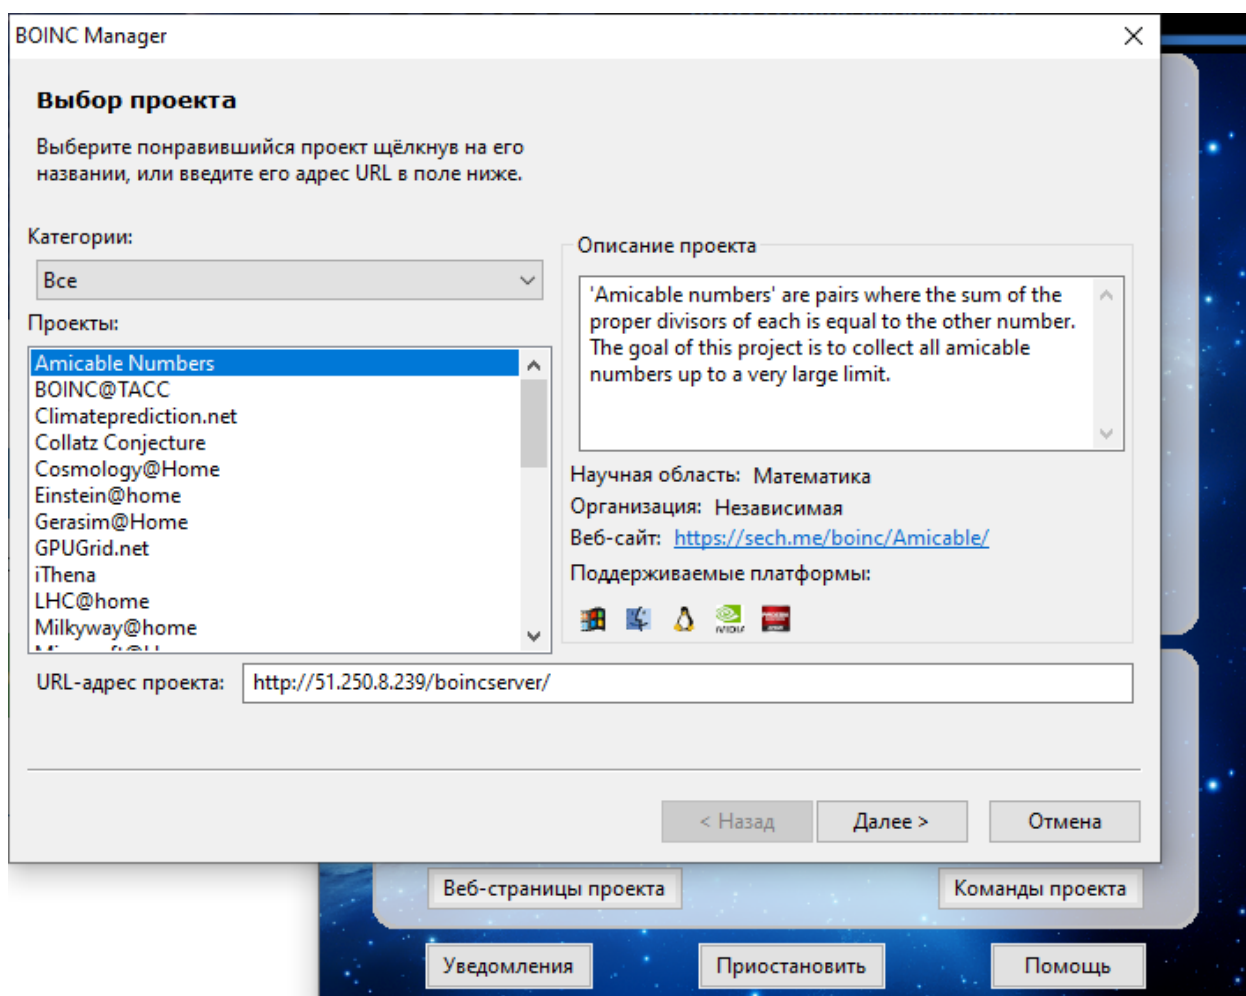 BOINC Manager
Выбор проекта
Выберите понравившийся проект щёлкнув на его
названии, или введите его адрес URL в поле ниже.
Категории:
Все
Проекты:
Amicable Numbers
BOINC@TACC
Climateprediction.net
Collatz Conjecture
Cosmology@Home
Einstein@home
Gerasim@Home
GPUGrid.net
iThena
LHC@home
Milkyway@home
Описание проекта
'Amicable numbers' are pairs where the sum of the
proper divisors of each is equal to the other number.
The goal of this project is to collect all amicable
numbers up to a very large limit.
Научная область: Математика
Организация: Независимая
Веб-сайт: https://sech.me/boinc/Amicable/
Поддерживаемые платформы:
NVIDIA
URL-адрес проекта: http://51.250.8.239/boincserver/
< Назад Далее > Отмена
Веб-страницы проекта Команды проекта
Уведомления Приостановить Помощь